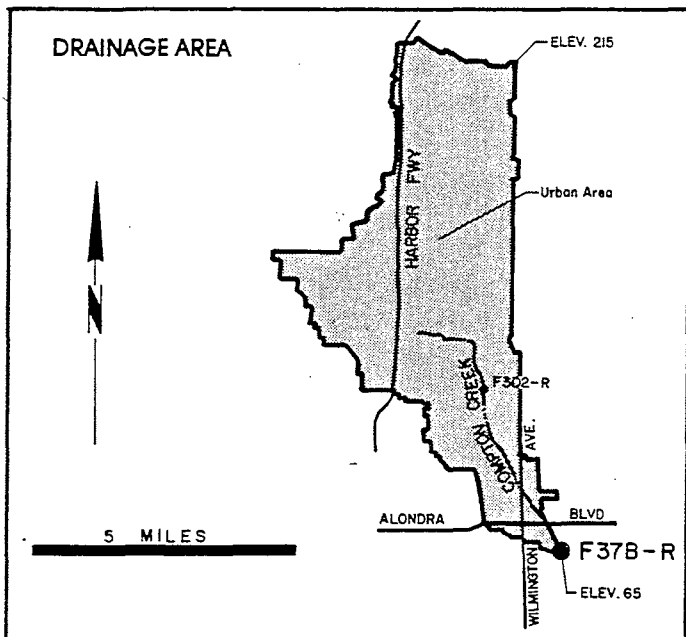 DRAINAGE AREA
ELEV. 215
HARBOR FWY
Urban Area
N
F302-R
COMPTON CREEK
AVE.
5 MILES
ALONDRA
BLVD
F37B-R
WILMINGTON
ELEV. 65